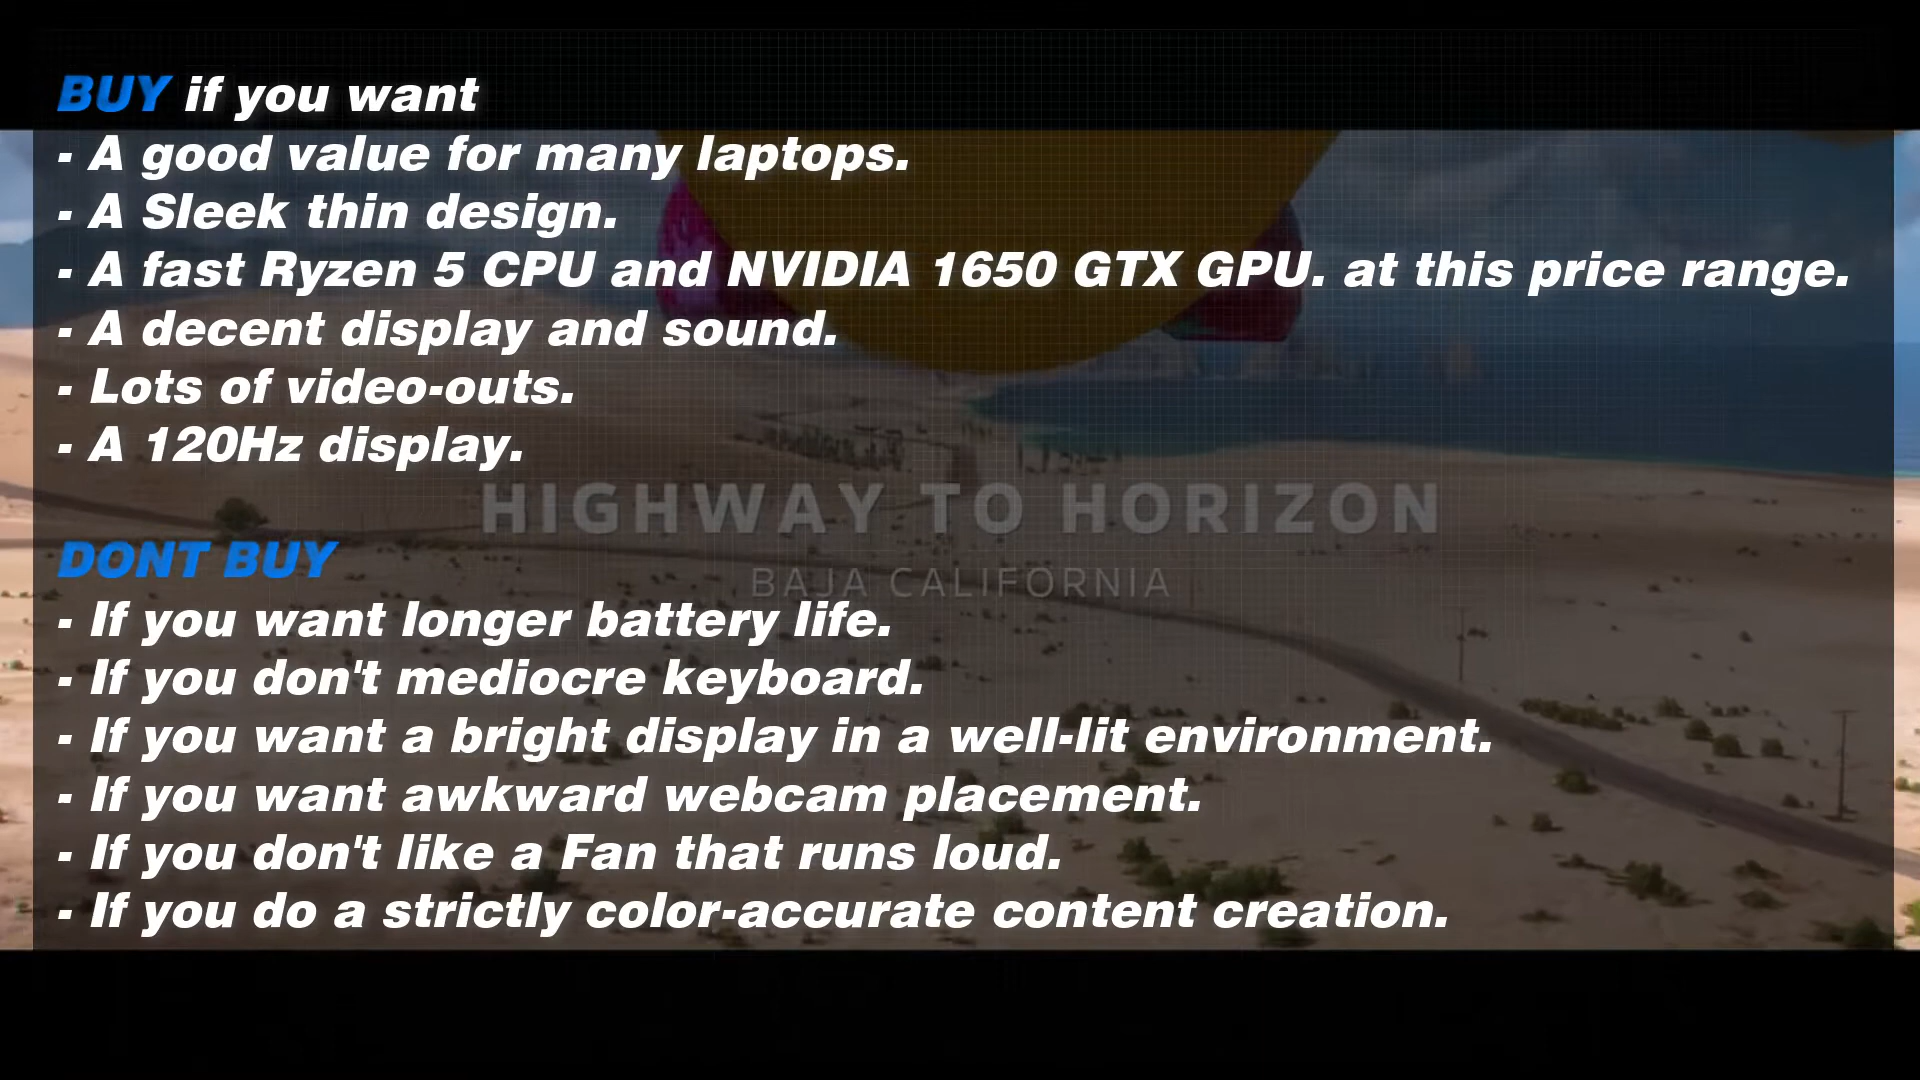 BUY if you want
- A good value for many laptops.
- A Sleek thin design.
- A fast Ryzen 5 CPU and NVIDIA 1650 GTX GPU. at this price range.
- A decent display and sound.
- Lots of video-outs.
- A 120Hz display.
HIGHWAY TO HORIZON
DONT BUY
BAJA CALIFORNIA
- If you want longer battery life.
- If you don't mediocre keyboard.
- If you want a bright display in a well-lit environment.
- If you want awkward webcam placement.
- If you don't like a Fan that runs loud.
- If you do a strictly color-accurate content creation.